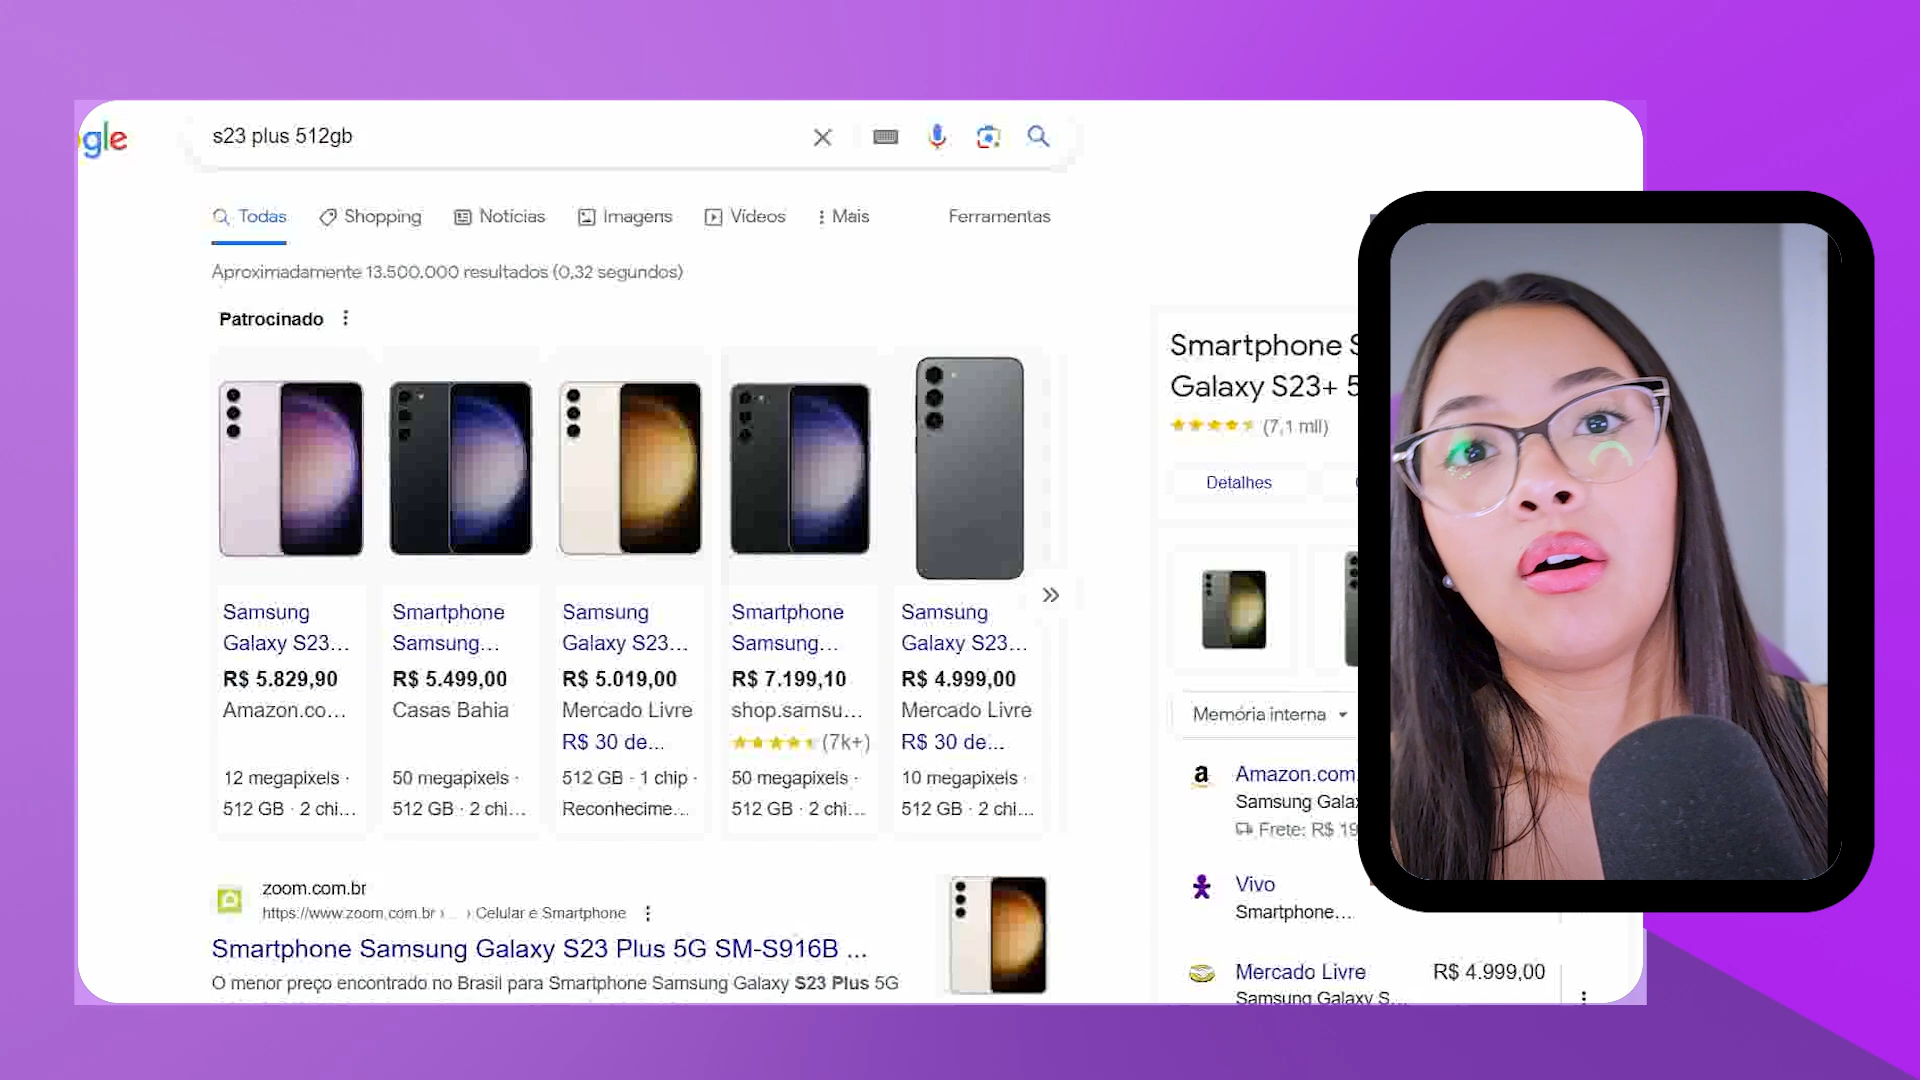 gle
s23 plus 512gb
Todas
Shopping
Notícias
Imagens
Vídeos
Mais
Ferramentas
Aproximadamente 13.500.000 resultados (0,32 segundos)
Patrocinado
Samsung
Galaxy S23...
R$ 5.829,90
Amazon.co...
12 megapixels ·
512 GB · 2 chi...
Smartphone
Samsung...
R$ 5.499,00
Casas Bahia
50 megapixels ·
512 GB · 2 chi...
Samsung
Galaxy S23...
R$ 5.019,00
Mercado Livre
R$ 30 de...
512 GB · 1 chip ·
Reconhecime...
Smartphone
Samsung...
R$ 7.199,10
shop.samsu...
(7k+)
50 megapixels ·
512 GB · 2 chi...
Samsung
Galaxy S23...
R$ 4.999,00
Mercado Livre
R$ 30 de...
10 megapixels ·
512 GB · 2 chi...
zoom.com.br
https://www.zoom.com.br › ... › Celular e Smartphone
Smartphone Samsung Galaxy S23 Plus 5G SM-S916B ...
O menor preço encontrado no Brasil para Smartphone Samsung Galaxy S23 Plus 5G
Smartphone S
Galaxy S23+ 5
(7,1 mil)
Detalhes
Memória interna
Amazon.com.
Samsung Galax
Frete: R$ 19
Vivo
Smartphone...
Mercado Livre
R$ 4.999,00
Samsung Galaxy S...